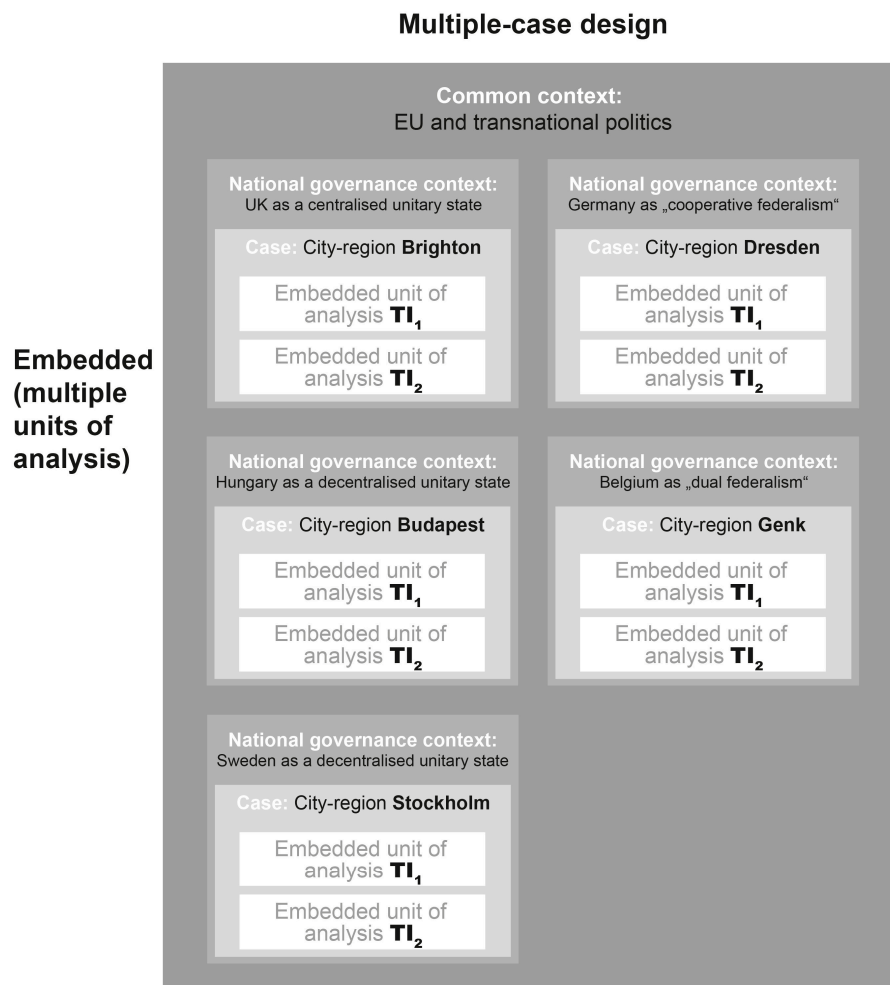 Multiple-case design
Embedded
(multiple
units of
analysis)
Common context:
EU and transnational politics
National governance context:
UK as a centralised unitary state
Case: City-region Brighton
Embedded unit of
analysis TI₁
Embedded unit of
analysis TI₂
National governance context:
Germany as „cooperative federalism“
Case: City-region Dresden
Embedded unit of
analysis TI₁
Embedded unit of
analysis TI₂
National governance context:
Hungary as a decentralised unitary state
Case: City-region Budapest
Embedded unit of
analysis TI₁
Embedded unit of
analysis TI₂
National governance context:
Belgium as „dual federalism“
Case: City-region Genk
Embedded unit of
analysis TI₁
Embedded unit of
analysis TI₂
National governance context:
Sweden as a decentralised unitary state
Case: City-region Stockholm
Embedded unit of
analysis TI₁
Embedded unit of
analysis TI₂